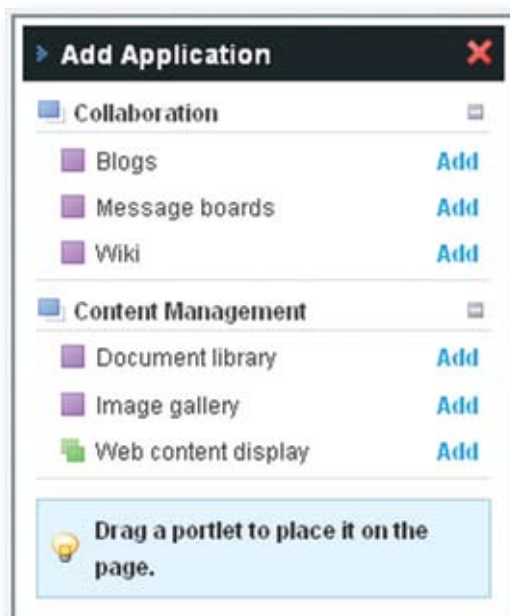 Add Application
Collaboration
Blogs Add
Message boards Add
Wiki Add
Content Management
Document library Add
Image gallery Add
Web content display Add
Drag a portlet to place it on the
page.